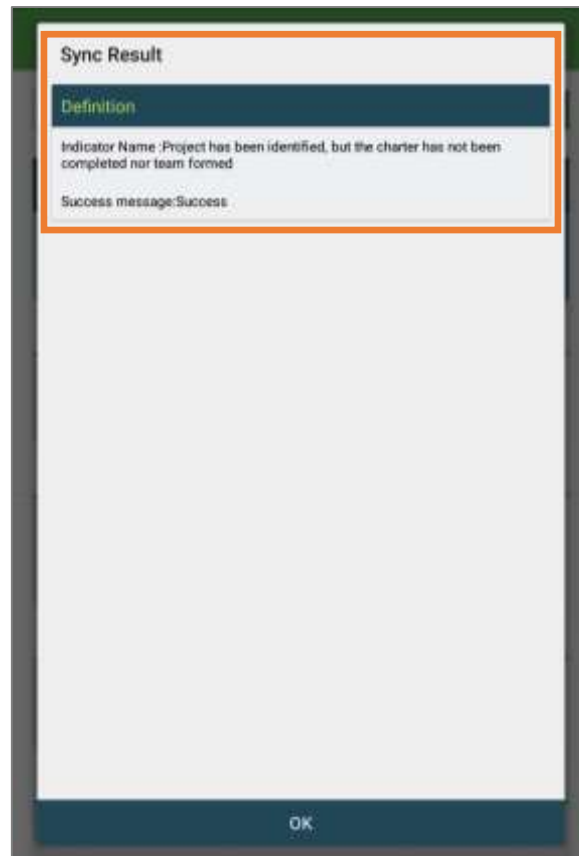 Sync Result
Definition
Indicator Name :Project has been identified, but the charter has not been
completed nor team formed
Success message:Success
OK